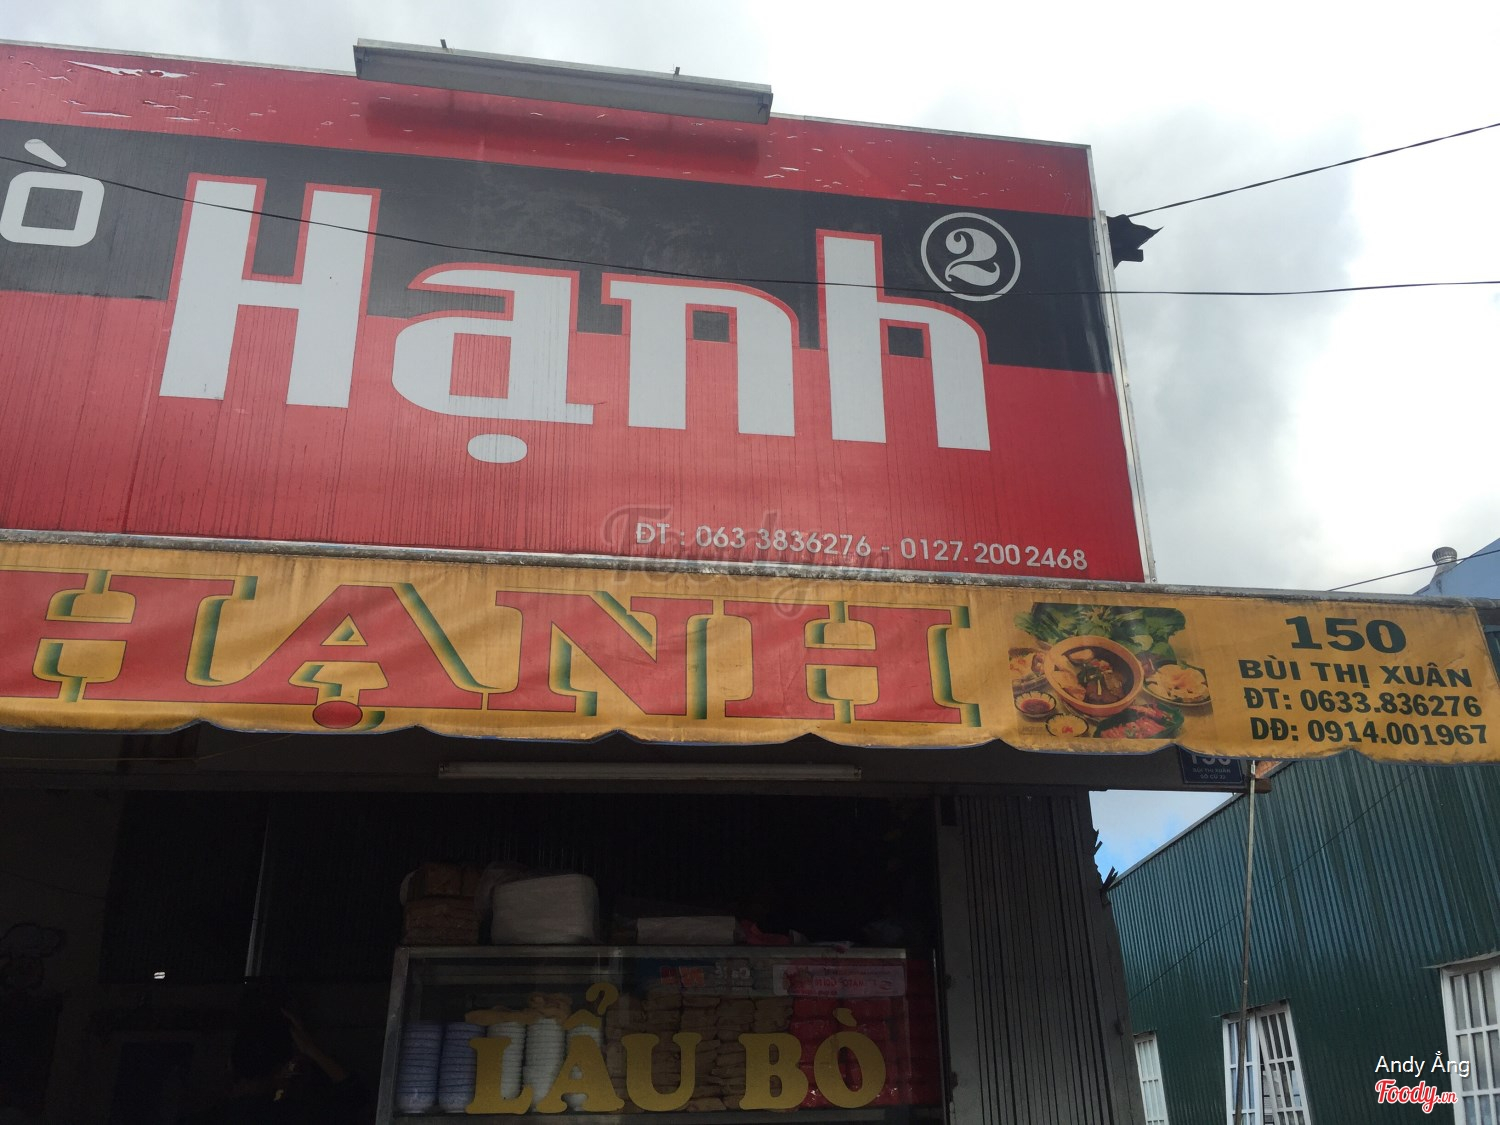 ò Hạnh 2
ĐT : 063 3836276 - 0127.200 2468
HẠNH
150
BÙI THỊ XUÂN
ĐT: 0633.836276
DĐ: 0914.001967
LẨU BÒ
Andy Ẳng
Foody.vn